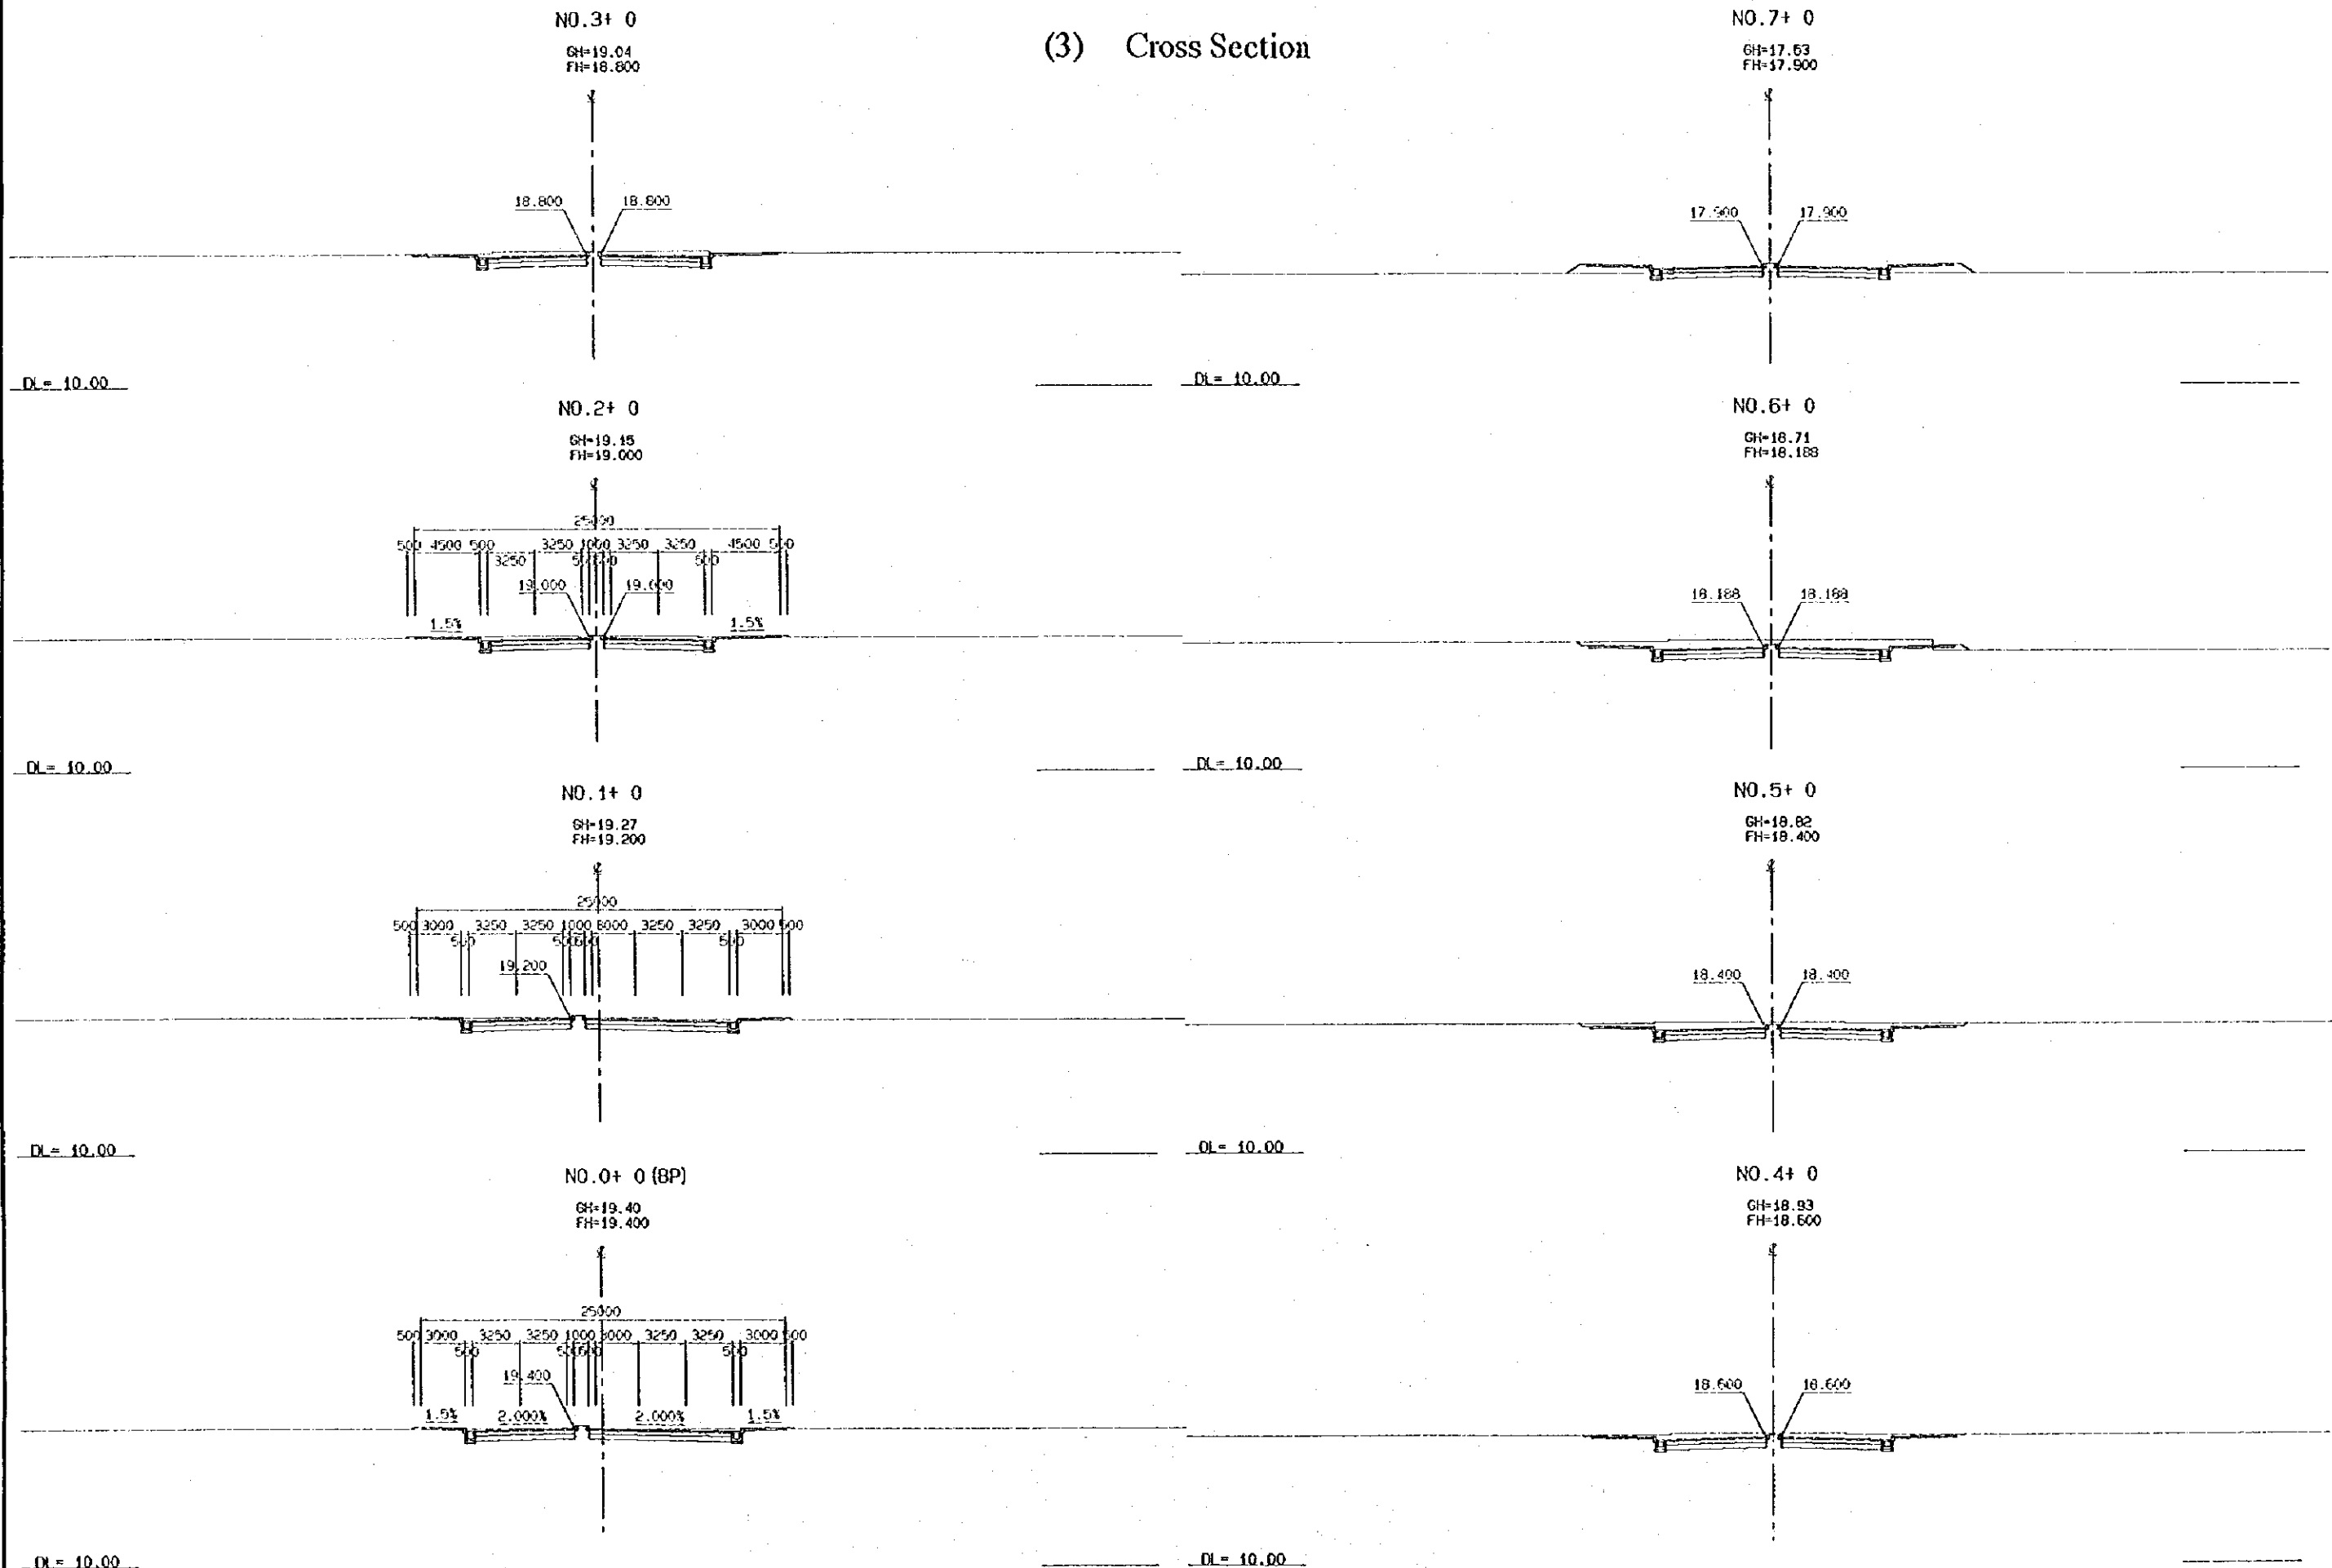 (3) Cross Section
NO.3+ 0
GH=19.04
FH=18.800
18.800 18.800
DL= 10.00
NO.2+ 0
GH=19.15
FH=19.000
25000
500 4500 500 3250 1000 3250 3250 4500 500
3250 500
19.000 19.000
1.5% 1.5%
DL= 10.00
NO.1+ 0
GH=19.27
FH=19.200
25000
500 3000 3250 3250 1000 3000 3250 3250 3000 500
500 500 500 500
19.200
DL= 10.00
NO.0+ 0 (BP)
GH=19.40
FH=19.400
25000
500 3000 3250 3250 1000 3000 3250 3250 3000 500
500 500 500 500
19.400
1.5% 2.000% 2.000% 1.5%
DL= 10.00
NO.7+ 0
GH=17.63
FH=17.900
17.900 17.900
DL= 10.00
NO.6+ 0
GH=18.71
FH=18.188
18.188 18.188
DL= 10.00
NO.5+ 0
GH=18.82
FH=18.400
18.400 18.400
DL= 10.00
NO.4+ 0
GH=18.93
FH=18.600
18.600 18.600
DL= 10.00